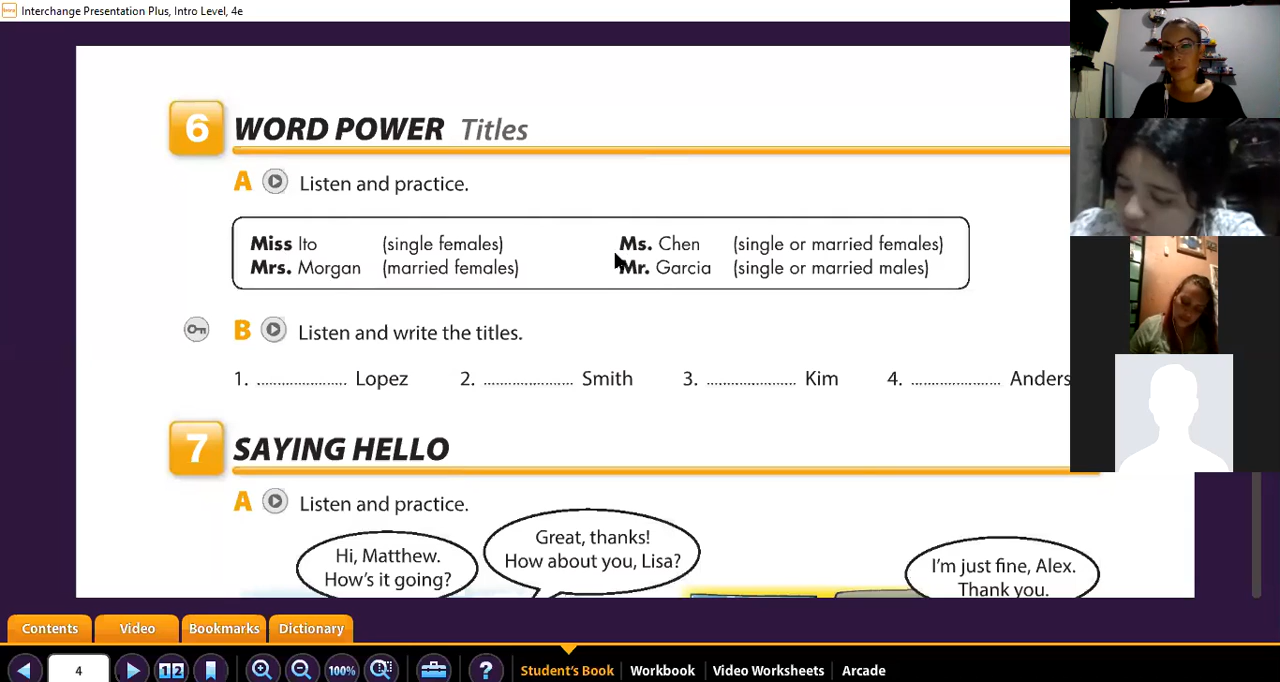 Interchange Presentation Plus, Intro Level, 4e
6 WORD POWER Titles
A Listen and practice.
Miss Ito (single females) Ms. Chen (single or married females)
Mrs. Morgan (married females) Mr. Garcia (single or married males)
B Listen and write the titles.
1. .................... Lopez 2. .................... Smith 3. .................... Kim 4. .................... Anders
7 SAYING HELLO
A Listen and practice.
Hi, Matthew.
How's it going?
Great, thanks!
How about you, Lisa?
I'm just fine, Alex.
Thank you.
Contents Video Bookmarks Dictionary
4 12 100% ? Student's Book Workbook Video Worksheets Arcade